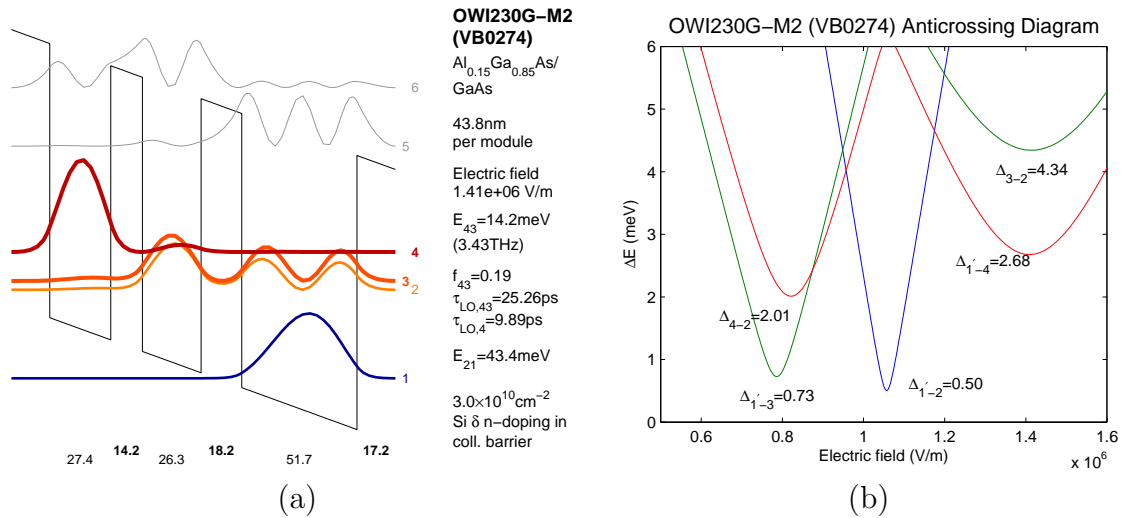 OWI230G−M2
(VB0274)
Al0.15Ga0.85As/
GaAs
43.8nm
per module
Electric field
1.41e+06 V/m
E43=14.2meV
(3.43THz)
f43=0.19
τLO,43=25.26ps
τLO,4=9.89ps
E21=43.4meV
3.0×10^10cm−2
Si δ n−doping in
coll. barrier
6
5
4
3
2
1
14.2 18.2 17.2
27.4 26.3 51.7
(a)
OWI230G−M2 (VB0274) Anticrossing Diagram
6
5
4
3
2
1
0
ΔE (meV)
Δ3−2=4.34
Δ1′−4=2.68
Δ4−2=2.01
Δ1′−3=0.73
Δ1′−2=0.50
0.6 0.8 1 1.2 1.4 1.6
Electric field (V/m)
x 10^6
(b)